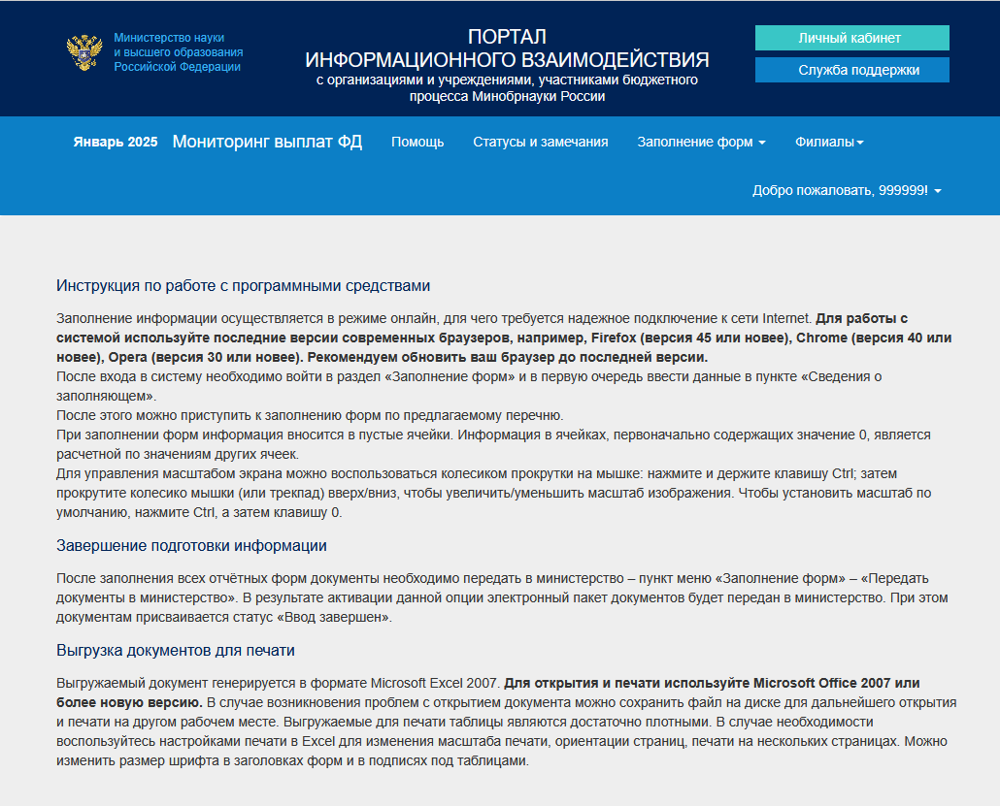 Министерство науки
и высшего образования
Российской Федерации
ПОРТАЛ
ИНФОРМАЦИОННОГО ВЗАИМОДЕЙСТВИЯ
с организациями и учреждениями, участниками бюджетного
процесса Минобрнауки России
Личный кабинет
Служба поддержки
Январь 2025 Мониторинг выплат ФД Помощь Статусы и замечания Заполнение форм Филиалы
Добро пожаловать, 999999!
Инструкция по работе с программными средствами
Заполнение информации осуществляется в режиме онлайн, для чего требуется надежное подключение к сети Internet. Для работы с
системой используйте последние версии современных браузеров, например, Firefox (версия 45 или новее), Chrome (версия 40 или
новее), Opera (версия 30 или новее). Рекомендуем обновить ваш браузер до последней версии.
После входа в систему необходимо войти в раздел «Заполнение форм» и в первую очередь ввести данные в пункте «Сведения о
заполняющем».
После этого можно приступить к заполнению форм по предлагаемому перечню.
При заполнении форм информация вносится в пустые ячейки. Информация в ячейках, первоначально содержащих значение 0, является
расчетной по значениям других ячеек.
Для управления масштабом экрана можно воспользоваться колесиком прокрутки на мышке: нажмите и держите клавишу Ctrl; затем
прокрутите колесико мышки (или трекпад) вверх/вниз, чтобы увеличить/уменьшить масштаб изображения. Чтобы установить масштаб по
умолчанию, нажмите Ctrl, а затем клавишу 0.
Завершение подготовки информации
После заполнения всех отчётных форм документы необходимо передать в министерство – пункт меню «Заполнение форм» – «Передать
документы в министерство». В результате активации данной опции электронный пакет документов будет передан в министерство. При этом
документам присваивается статус «Ввод завершен».
Выгрузка документов для печати
Выгружаемый документ генерируется в формате Microsoft Excel 2007. Для открытия и печати используйте Microsoft Office 2007 или
более новую версию. В случае возникновения проблем с открытием документа можно сохранить файл на диске для дальнейшего открытия
и печати на другом рабочем месте. Выгружаемые для печати таблицы являются достаточно плотными. В случае необходимости
воспользуйтесь настройками печати в Excel для изменения масштаба печати, ориентации страниц, печати на нескольких страницах. Можно
изменить размер шрифта в заголовках форм и в подписях под таблицами.